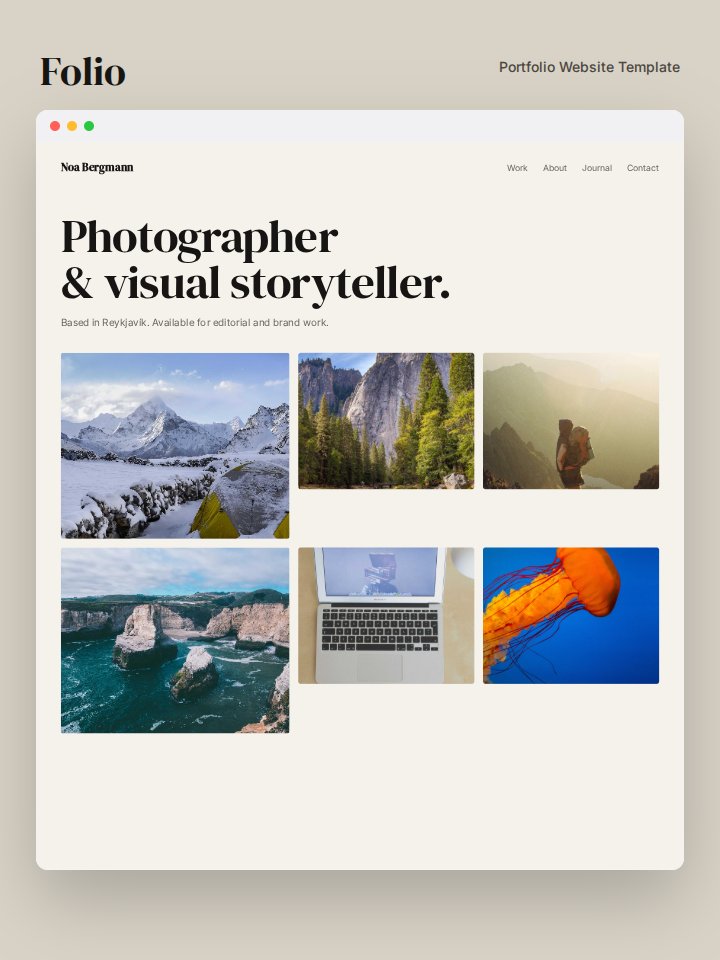 Folio
Portfolio Website Template
Noa Bergmann
Work About Journal Contact
Photographer
& visual storyteller.
Based in Reykjavík. Available for editorial and brand work.